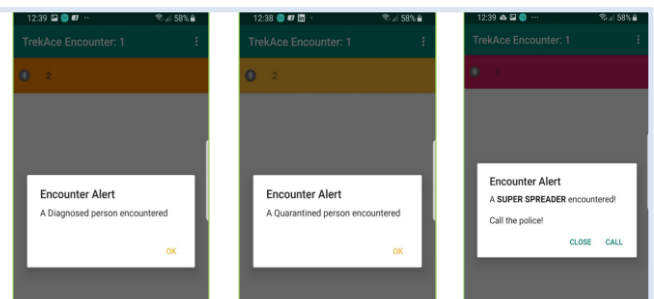 12:39 58%
TrekAce Encounter: 1
2
Encounter Alert
A Diagnosed person encountered
OK
12:38 58%
TrekAce Encounter: 1
2
Encounter Alert
A Quarantined person encountered
OK
12:39 58%
TrekAce Encounter: 1
Encounter Alert
A SUPER SPREADER encountered!
Call the police!
CLOSE CALL